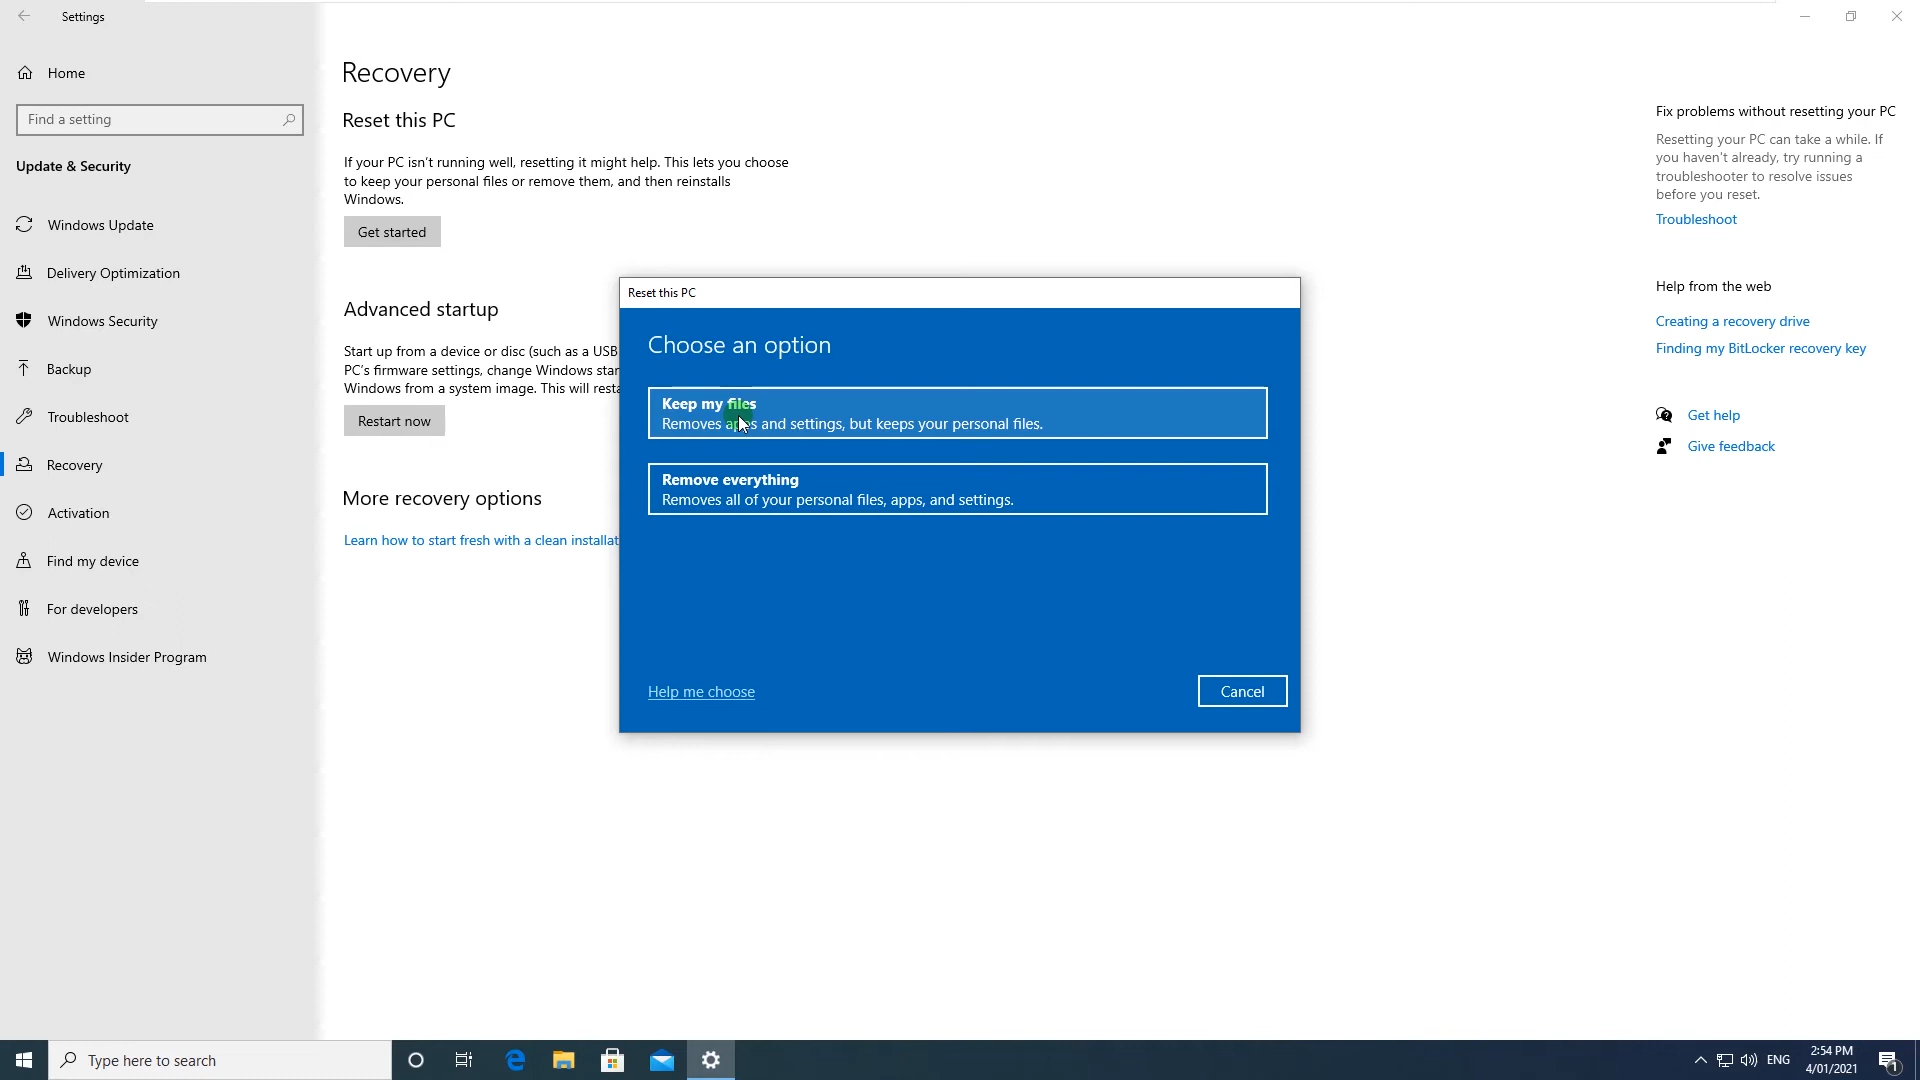 Settings
Home
Find a setting
Update & Security
Windows Update
Delivery Optimization
Windows Security
Backup
Troubleshoot
Recovery
Activation
Find my device
For developers
Windows Insider Program
Recovery
Reset this PC
If your PC isn't running well, resetting it might help. This lets you choose
to keep your personal files or remove them, and then reinstalls
Windows.
Get started
Advanced startup
Start up from a device or disc (such as a USB
PC's firmware settings, change Windows star
Windows from a system image. This will resta
Restart now
More recovery options
Learn how to start fresh with a clean installat
Reset this PC
Choose an option
Keep my files
Removes apps and settings, but keeps your personal files.
Remove everything
Removes all of your personal files, apps, and settings.
Help me choose
Cancel
Fix problems without resetting your PC
Resetting your PC can take a while. If
you haven't already, try running a
troubleshooter to resolve issues
before you reset.
Troubleshoot
Help from the web
Creating a recovery drive
Finding my BitLocker recovery key
Get help
Give feedback
Type here to search
ENG
2:54 PM
4/01/2021
1